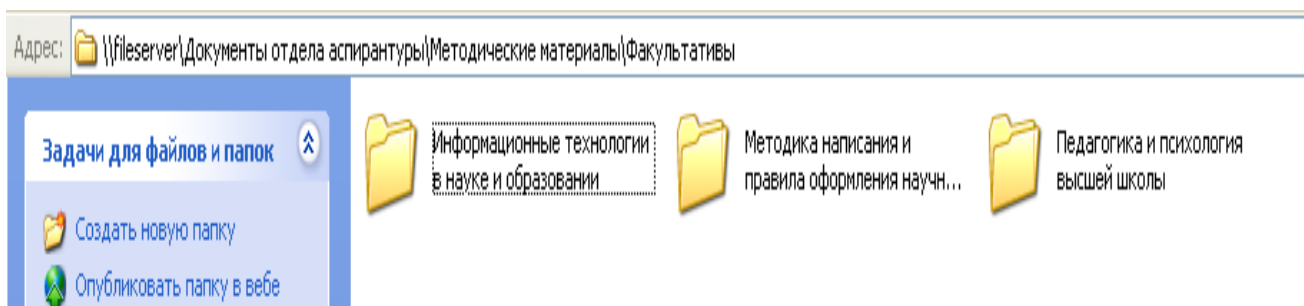 Адрес: \\fileserver\Документы отдела аспирантуры\Методические материалы\Факультативы
Задачи для файлов и папок
Создать новую папку
Опубликовать папку в вебе
Информационные технологии
в науке и образовании
Методика написания и
правила оформления научн...
Педагогика и психология
высшей школы